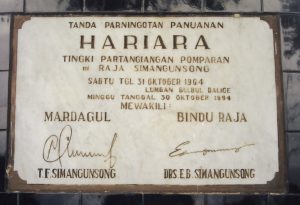 TANDA PARNINGOTAN PANUANAN
HARIARA
TINGKI PARTANGIANGAN POMPARAN
ni RAJA SIMANGUNSONG
SABTU TGL 31 OKTOBER 1964
LUMBAN BULBUL BALIGE
MINGGU TANGGAL 30 OKTOBER 1994
MEWAKILI:
MARDAGUL BINDU RAJA
T.F. SIMANGUNSONG DRS E.B. SIMANGUNSONG